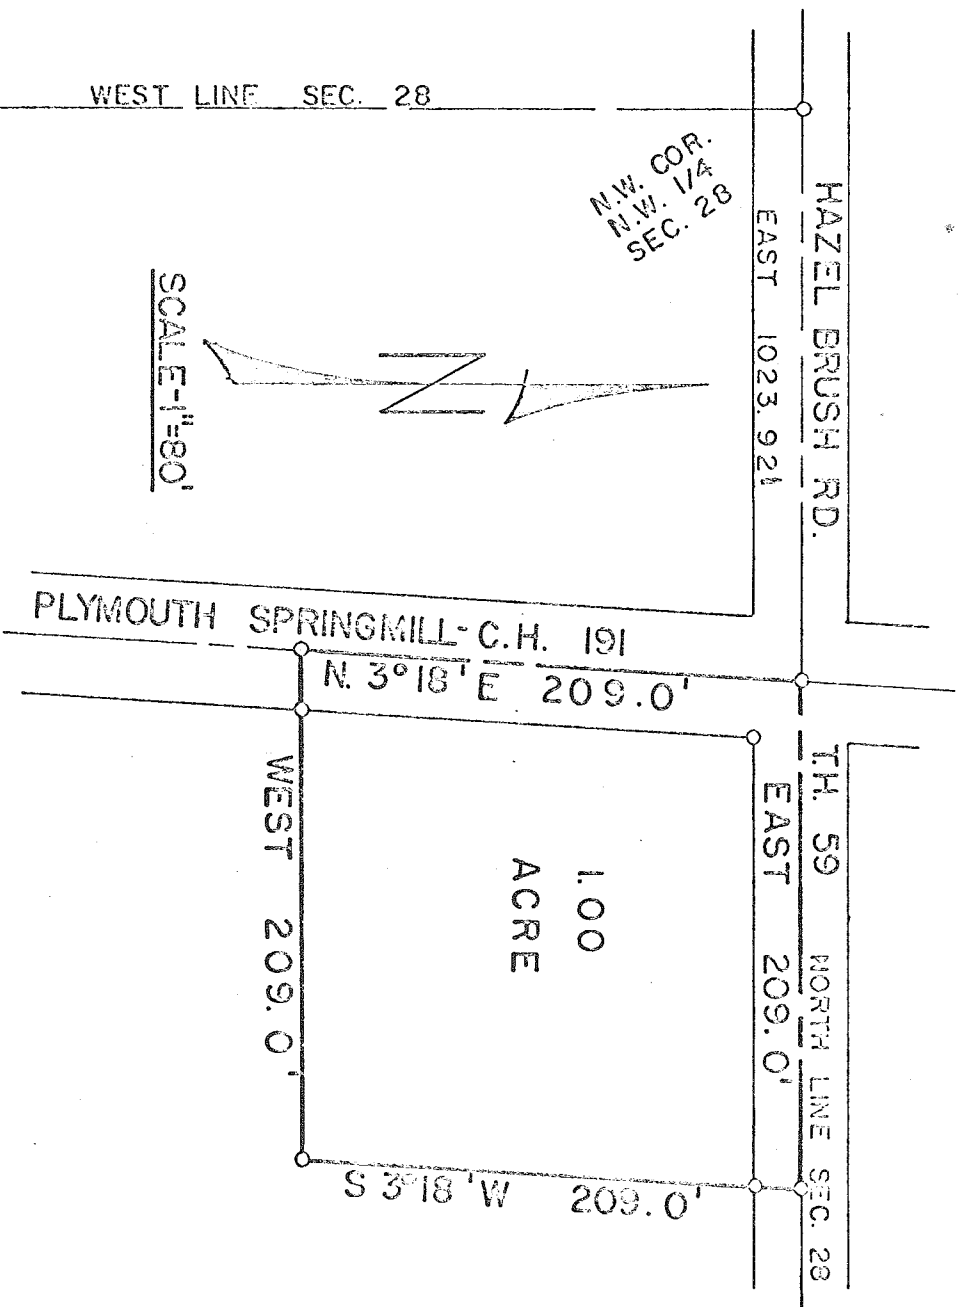 WEST LINE SEC. 28
N.W. COR.
N.W. 1/4
SEC. 28
HAZEL BRUSH RD.
EAST 1023.92'
SCALE-1"=80'
N
PLYMOUTH SPRINGMILL-C.H. 191
N. 3°18'E 209.0'
T.H. 59 NORTH LINE SEC. 28
EAST 209.0'
WEST 209.0'
1.00
ACRE
S 3°18'W 209.0'